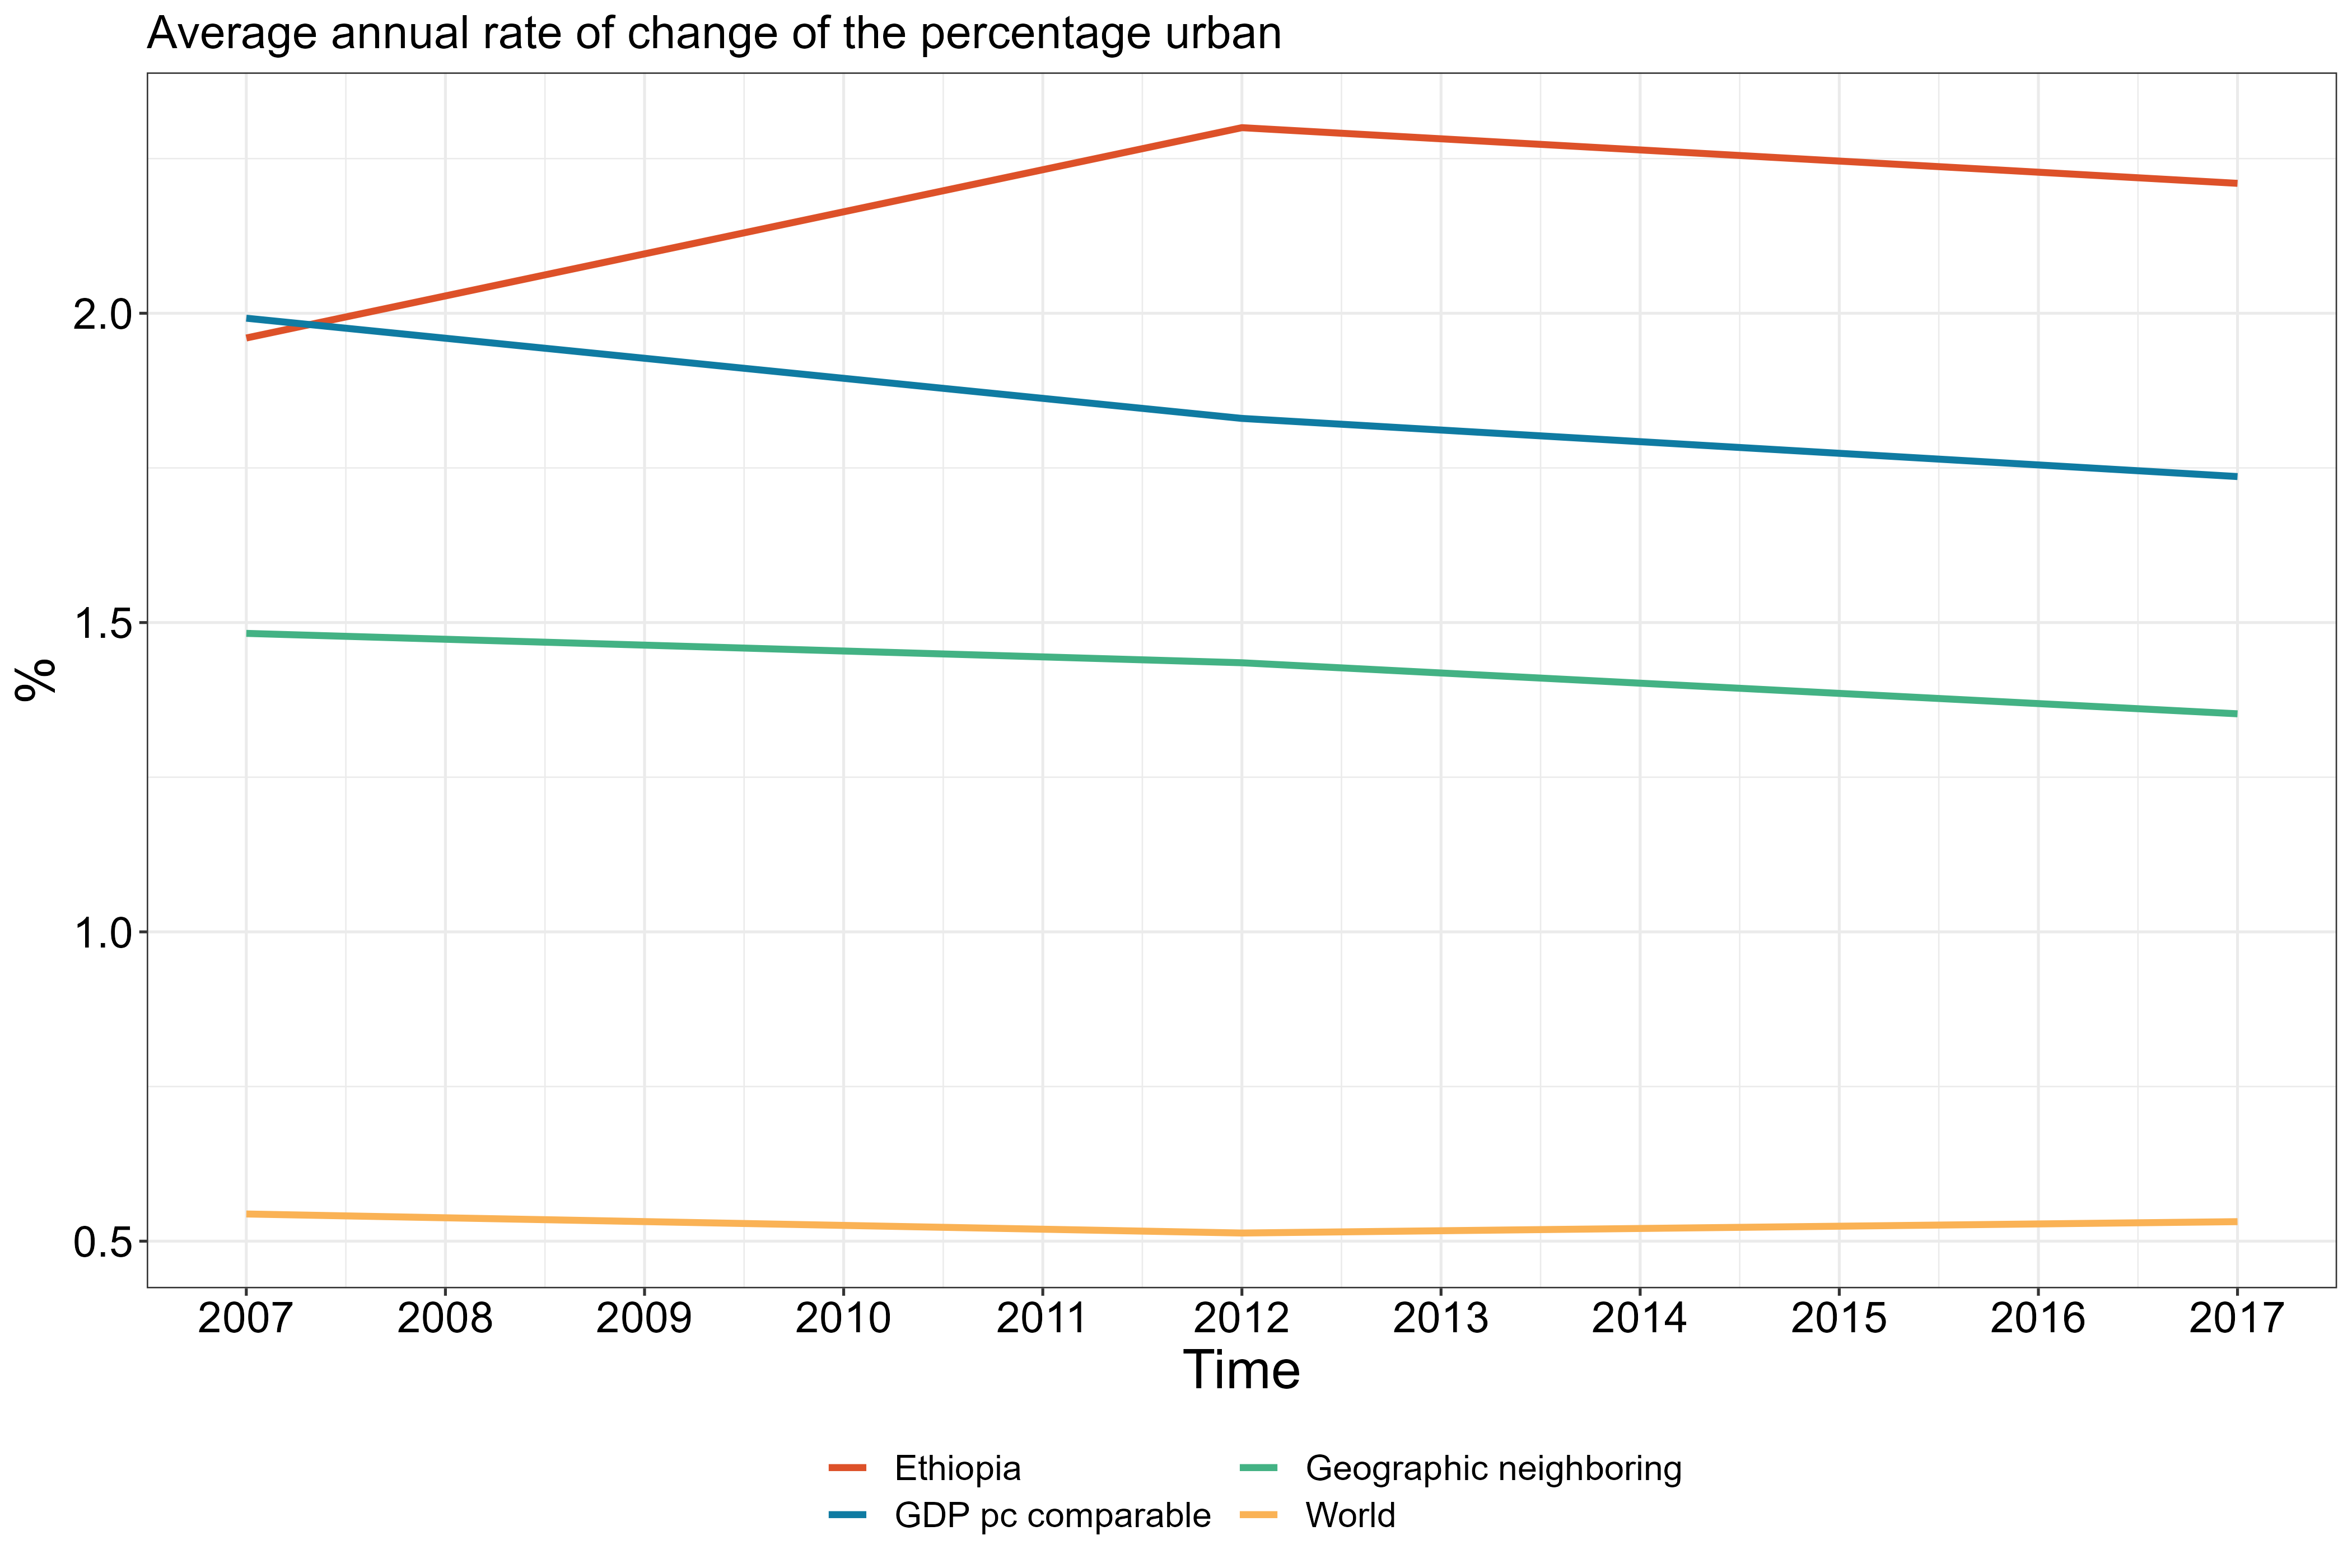 Average annual rate of change of the percentage urban
2.0
1.5
1.0
0.5
%
2007 2008 2009 2010 2011 2012 2013 2014 2015 2016 2017
Time
Ethiopia Geographic neighboring
GDP pc comparable World